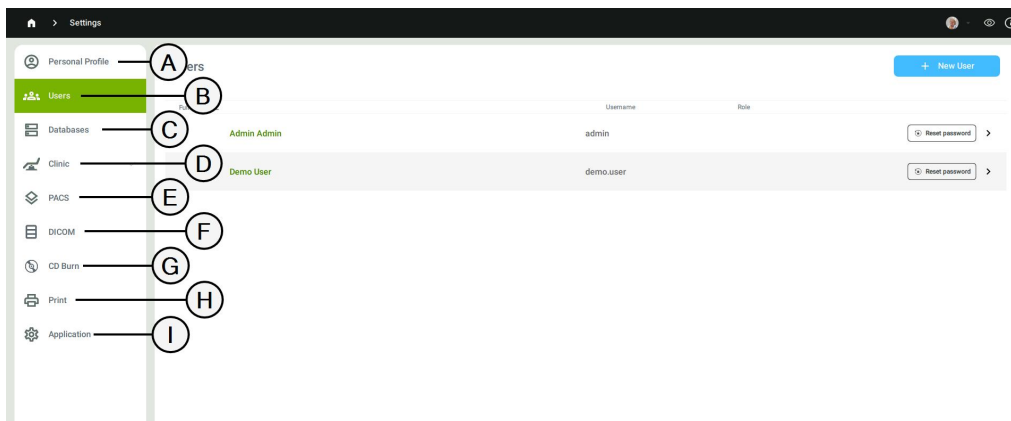 Settings
Personal Profile
A
ers
+ New User
Users
B
Username
Role
Databases
C
Admin Admin
admin
Reset password
Clinic
D
Demo User
demo.user
Reset password
PACS
E
DICOM
F
CD Burn
G
Print
H
Application
I